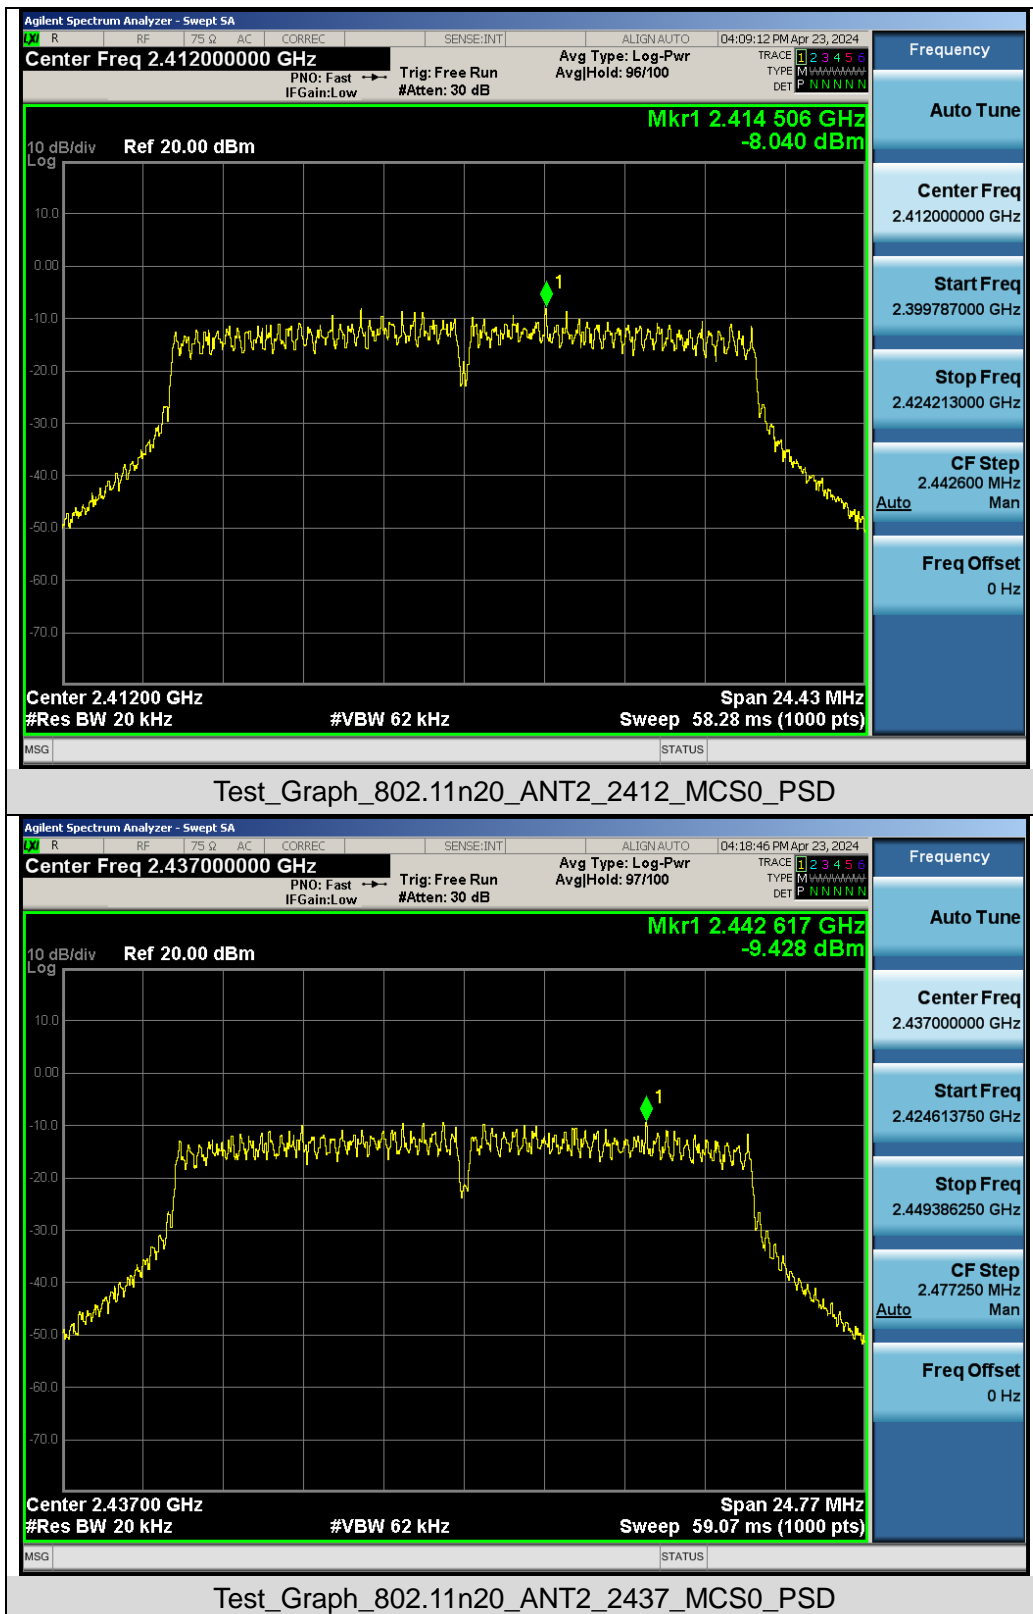 Agilent Spectrum Analyzer - Swept SA
LXI R RF 75 Ω AC CORREC SENSE:INT ALIGN AUTO 04:09:12 PM Apr 23, 2024
Center Freq 2.412000000 GHz
PNO: Fast
IFGain:Low
Trig: Free Run
#Atten: 30 dB
Avg Type: Log-Pwr
Avg|Hold: 96/100
TRACE 1 2 3 4 5 6
TYPE M
DET P N N N N N
Mkr1 2.414 506 GHz
-8.040 dBm
10 dB/div Ref 20.00 dBm
Log
10.0
0.00
-10.0
-20.0
-30.0
-40.0
-50.0
-60.0
-70.0
1
Center 2.41200 GHz Span 24.43 MHz
#Res BW 20 kHz #VBW 62 kHz Sweep 58.28 ms (1000 pts)
MSG STATUS
Frequency
Auto Tune
Center Freq
2.412000000 GHz
Start Freq
2.399787000 GHz
Stop Freq
2.424213000 GHz
CF Step
2.442600 MHz
Auto Man
Freq Offset
0 Hz
Test_Graph_802.11n20_ANT2_2412_MCS0_PSD
Agilent Spectrum Analyzer - Swept SA
LXI R RF 75 Ω AC CORREC SENSE:INT ALIGN AUTO 04:18:46 PM Apr 23, 2024
Center Freq 2.437000000 GHz
PNO: Fast
IFGain:Low
Trig: Free Run
#Atten: 30 dB
Avg Type: Log-Pwr
Avg|Hold: 97/100
TRACE 1 2 3 4 5 6
TYPE M
DET P N N N N N
Mkr1 2.442 617 GHz
-9.428 dBm
10 dB/div Ref 20.00 dBm
Log
10.0
0.00
-10.0
-20.0
-30.0
-40.0
-50.0
-60.0
-70.0
1
Center 2.43700 GHz Span 24.77 MHz
#Res BW 20 kHz #VBW 62 kHz Sweep 59.07 ms (1000 pts)
MSG STATUS
Frequency
Auto Tune
Center Freq
2.437000000 GHz
Start Freq
2.424613750 GHz
Stop Freq
2.449386250 GHz
CF Step
2.477250 MHz
Auto Man
Freq Offset
0 Hz
Test_Graph_802.11n20_ANT2_2437_MCS0_PSD